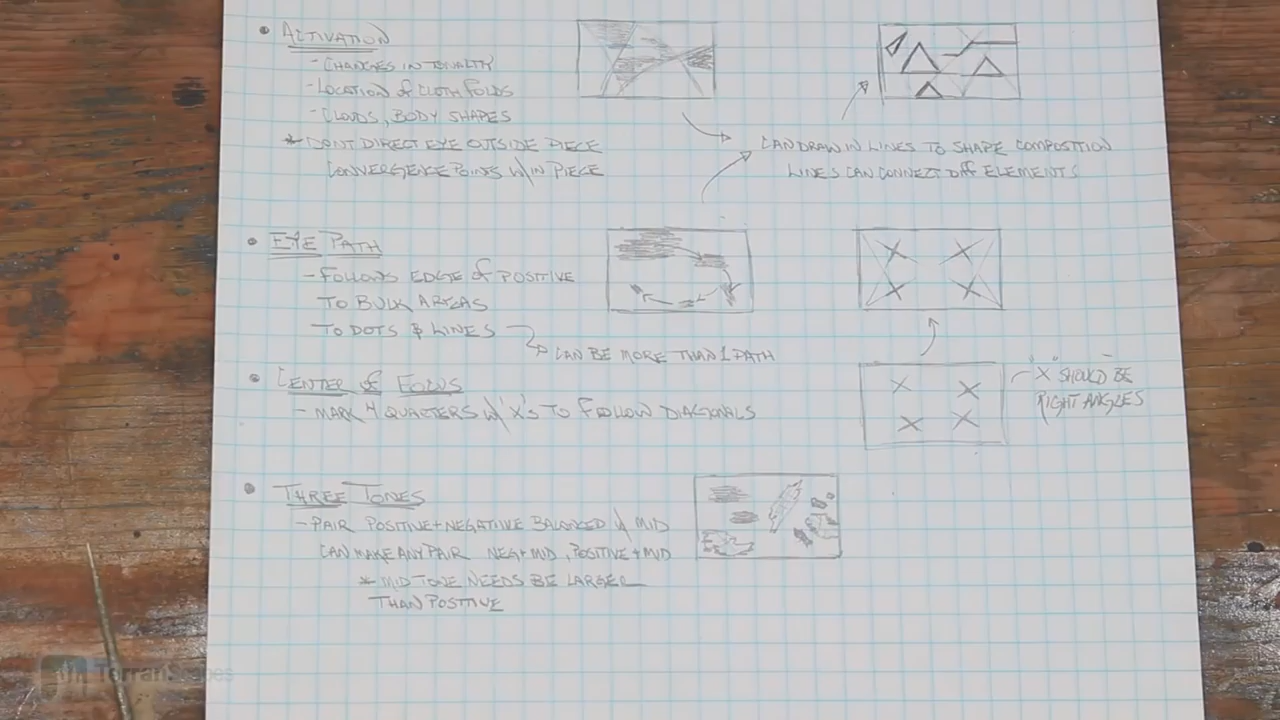 • ACTIVATION
- CHANGES IN TONALITY
- LOCATION of CLOTH FOLDS
- CLOUDS, BODY SHAPES
* DONT DIRECT EYE OUTSIDE PIECE
CONVERGENCE POINTS W/IN PIECE
CAN DRAW IN LINES TO SHAPE COMPOSITION
LINES CAN CONNECT Diff ELEMENTS
• EYE PATH
- FOLLOWS EDGE of POSITIVE
TO BULK AREAS
TO DOTS & LINES
CAN BE MORE THAN 1 PATH
• CENTER of FOCUS
- MARK 4 QUARTERS W/ 'X'S TO FOLLOW DIAGONALS
- "X" SHOULD BE
RIGHT ANGLES
• THREE TONES
- PAIR POSITIVE + NEGATIVE BALANCED W/ MID
CAN MAKE ANY PAIR NEG + MID, POSITIVE + MID
* MID TONE NEEDS BE LARGER
THAN POSITIVE
TerranScapes